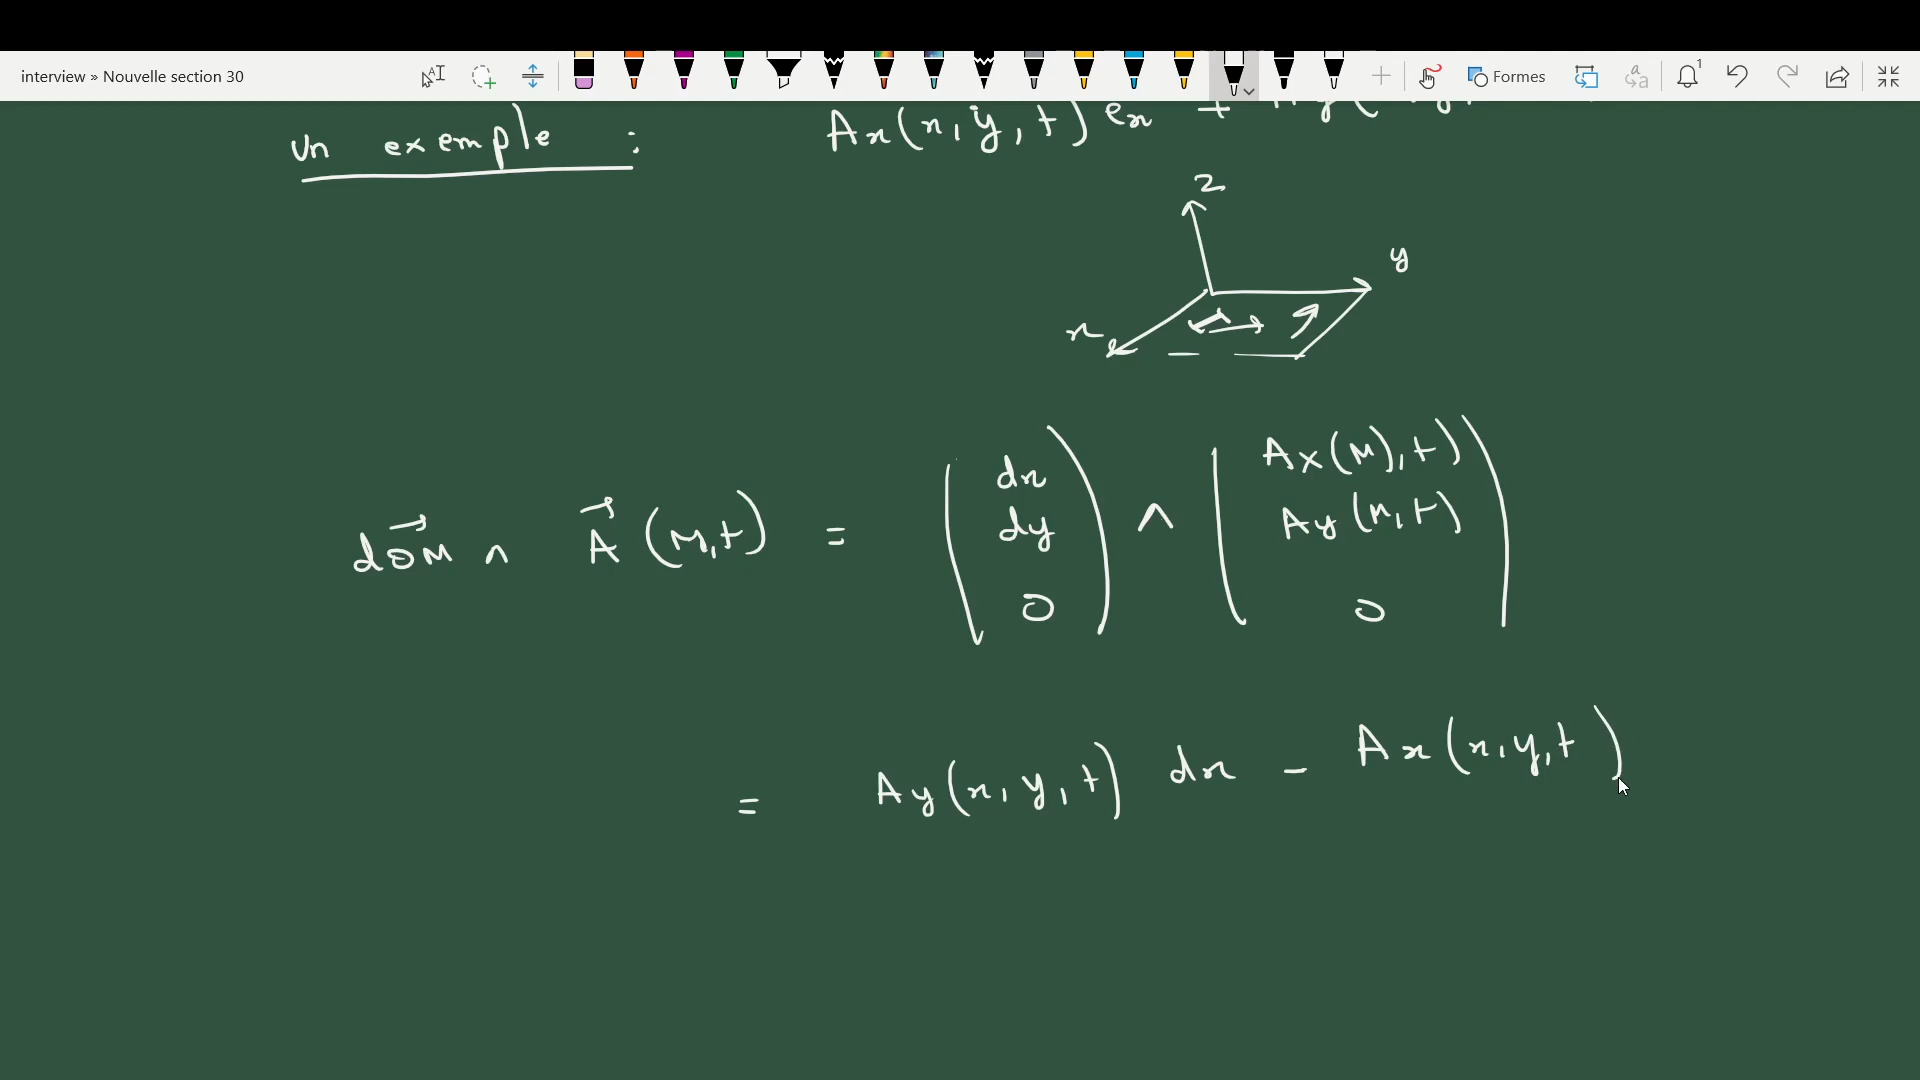 interview » Nouvelle section 30
Formes
1
Un exemple : Ax(x, y, t) ex +
z
y
x
dOM ∧ A (M,t) = (dx dy 0) ∧ (Ax(M),t) Ay(M,t) 0)
= Ay(x, y, t) dx - Ax(x,y,t)